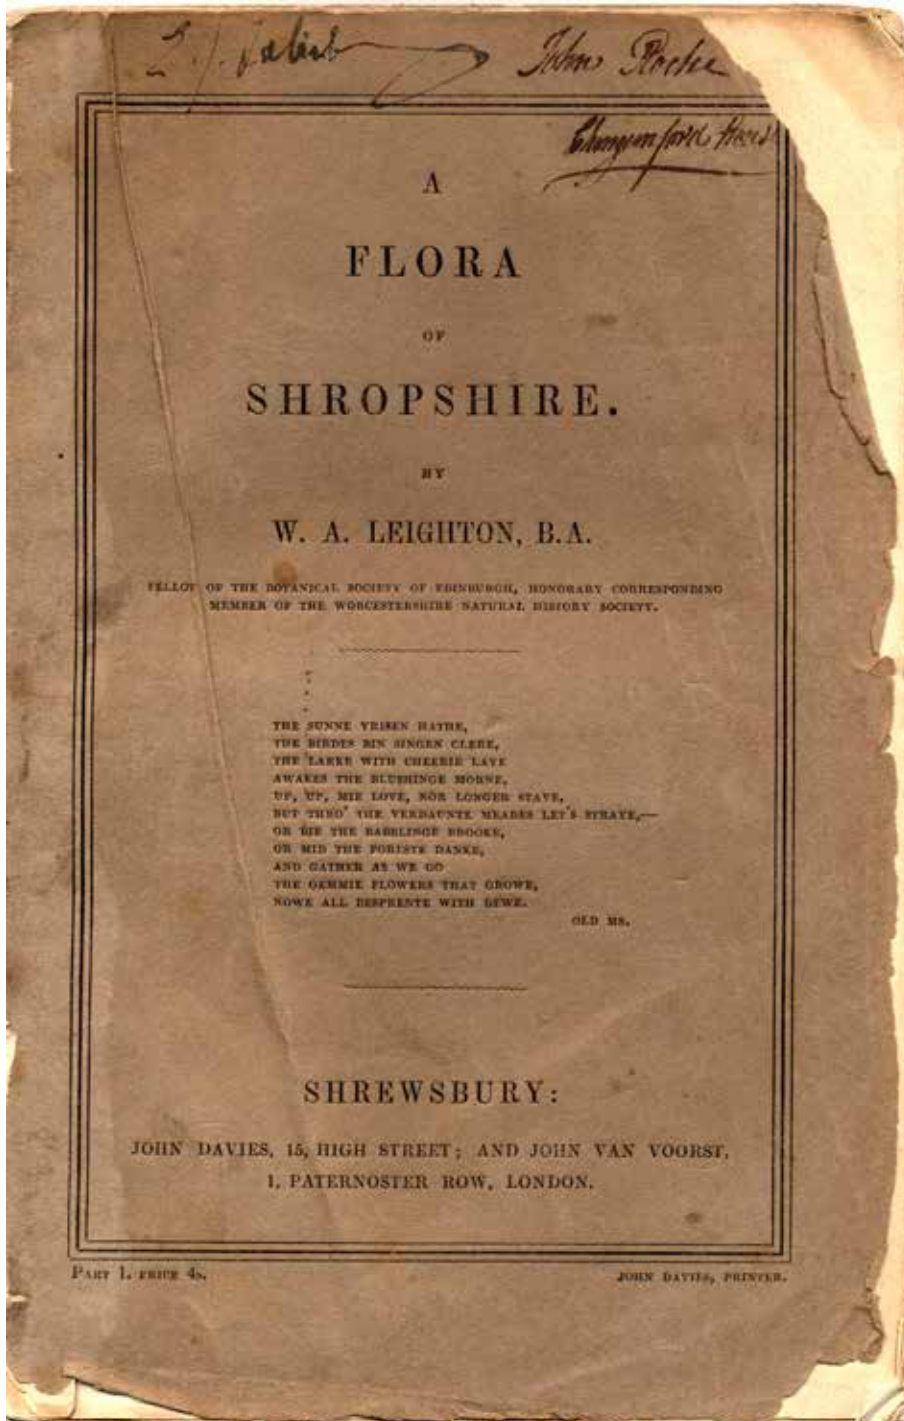 John Rocke
Clungunford House
A
FLORA
OF
SHROPSHIRE.
BY
W. A. LEIGHTON, B.A.
FELLOW OF THE BOTANICAL SOCIETY OF EDINBURGH, HONORARY CORRESPONDING
MEMBER OF THE WORCESTERSHIRE NATURAL HISTORY SOCIETY.
THE SUNNE YRISEN HATHE,
THE BIRDES BIN SINGEN CLERE,
THE LARKE WITH CHEERIE LAYE
AWAKES THE BLUSHINGE MORNE,
UP, UP, MIE LOVE, NOR LONGER STAYE,
BUT THRO' THE VERDAUNTE MEADES LET'S STRAYE,—
OR BIE THE BABBLINGE BROOKE,
OR MID THE FORESTE DANKE,
AND GATHER AS WE GO
THE GEMMIE FLOWERS THAT GROWE,
NOWE ALL BESPRENTE WITH DEWE.
OLD MS.
SHREWSBURY:
JOHN DAVIES, 15, HIGH STREET; AND JOHN VAN VOORST,
1, PATERNOSTER ROW, LONDON.
PART 1. PRICE 4s.
JOHN DAVIES, PRINTER.